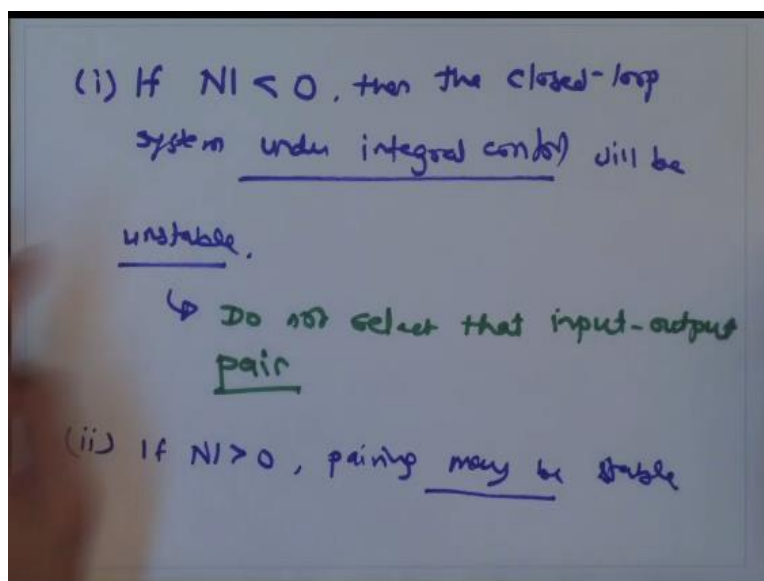 (i) If NI < 0, then the closed-loop
system under integral control will be
unstable.
↳ Do not select that input-output
pair
(ii) If NI > 0, pairing may be stable